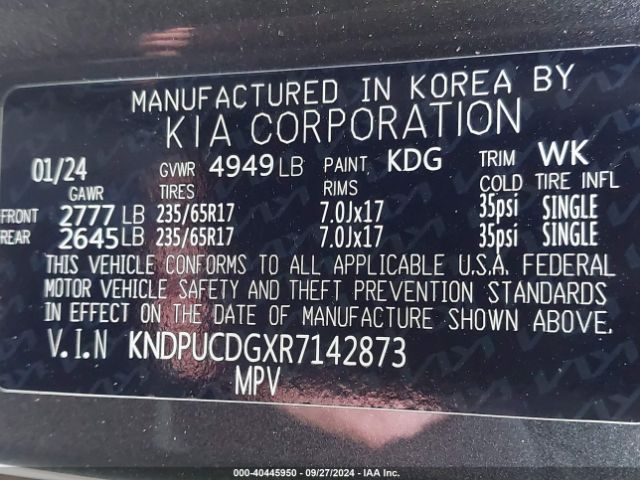 MANUFACTURED IN KOREA BY
KIA CORPORATION
01/24 GVWR 4949 LB PAINT, KDG TRIM WK
GAWR TIRES RIMS COLD TIRE INFL
FRONT 2777 LB 235/65R17 7.0Jx17 35psi SINGLE
REAR 2645 LB 235/65R17 7.0Jx17 35psi SINGLE
THIS VEHICLE CONFORMS TO ALL APPLICABLE U.S.A. FEDERAL
MOTOR VEHICLE SAFETY AND THEFT PREVENTION STANDARDS
IN EFFECT ON THE DATE OF MANUFACTURE SHOWN ABOVE.
V.I.N KNDPUCDGXR7142873
MPV
000-40445950 | 09/27/2024 - IAA Inc.